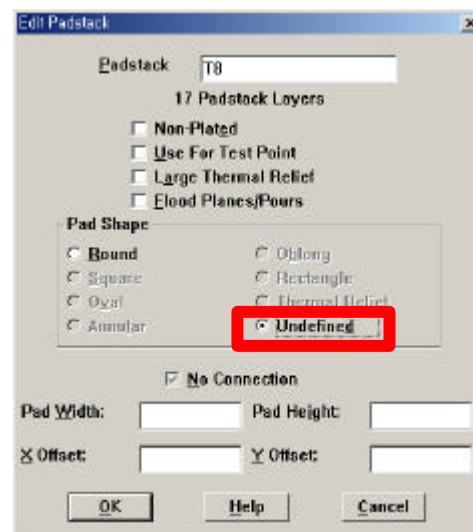 Edit Padstack
Padstack T8
17 Padstack Layers
Non-Plated
Use For Test Point
Large Thermal Relief
Flood Planes/Pours
Pad Shape
Round Oblong
Square Rectangle
Oval Thermal Relief
Annular Undefined
No Connection
Pad Width: Pad Height:
X Offset: Y Offset:
OK Help Cancel